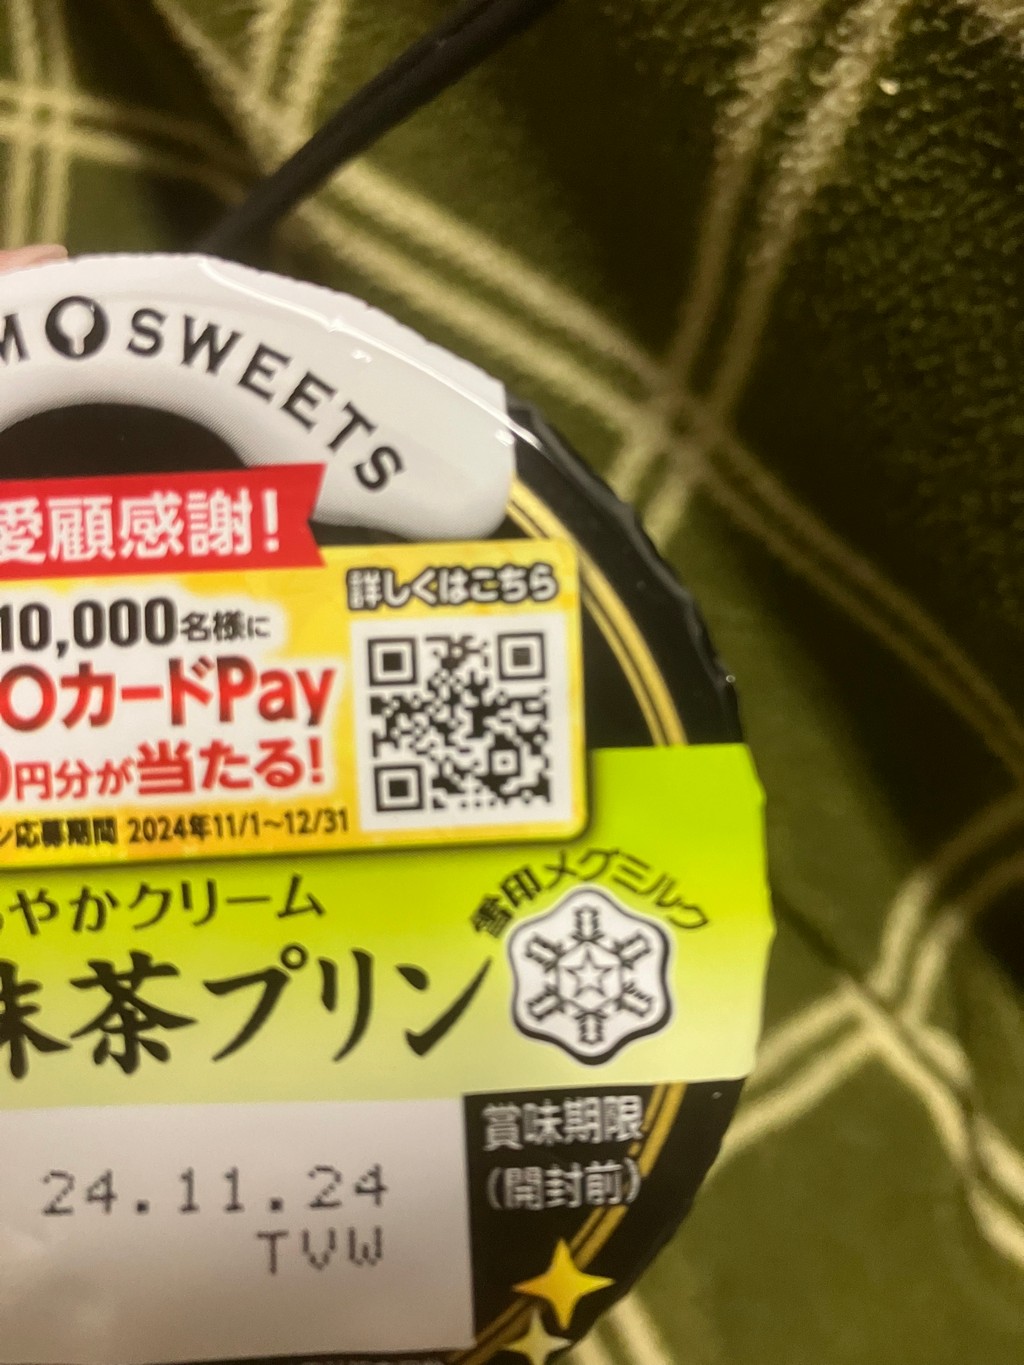 SWEETS
愛顧感謝!
詳しくはこちら
10,000名様に
カードPay
円分が当たる!
応募期間 2024年11/1~12/31
やかクリーム
雪印メグミルク
抹茶プリン
賞味期限
(開封前)
24.11.24
TVW